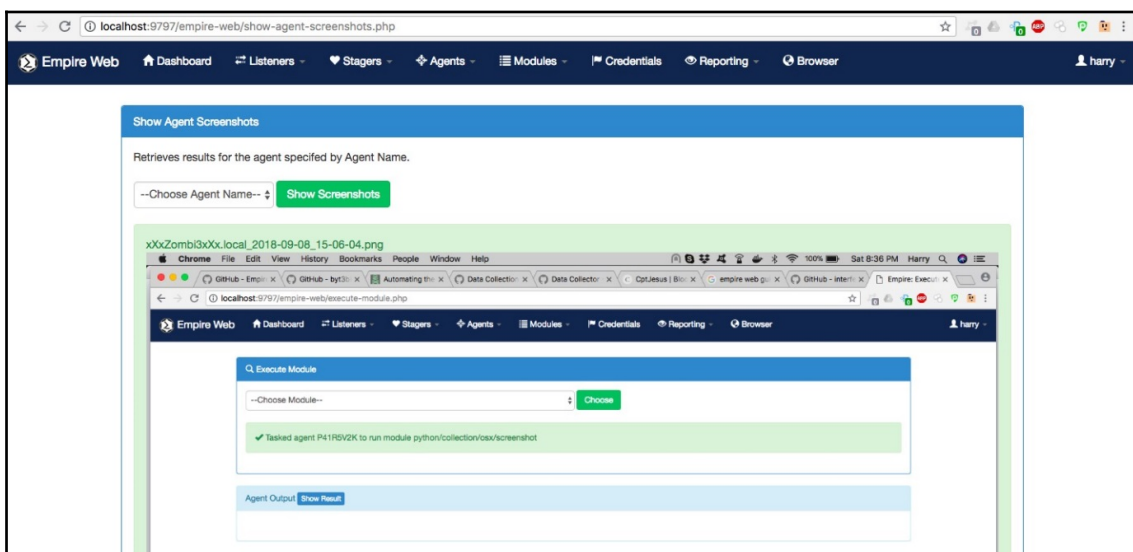 localhost:9797/empire-web/show-agent-screenshots.php
Empire Web Dashboard Listeners Stagers Agents Modules Credentials Reporting Browser harry
Show Agent Screenshots
Retrieves results for the agent specifed by Agent Name.
--Choose Agent Name-- Show Screenshots
xXxZombi3xXx.local_2018-09-08_15-06-04.png
Chrome File Edit View History Bookmarks People Window Help 100% Sat 8:36 PM Harry
GitHub - Empir GitHub - byt3b Automating the Data Collection Data Collector CptJesus | Blo empire web gu GitHub - interf Empire: Execut
localhost:9797/empire-web/execute-module.php
Empire Web Dashboard Listeners Stagers Agents Modules Credentials Reporting Browser harry
Execute Module
--Choose Module-- Choose
Tasked agent P41R5V2K to run module python/collection/osx/screenshot
Agent Output Show Result